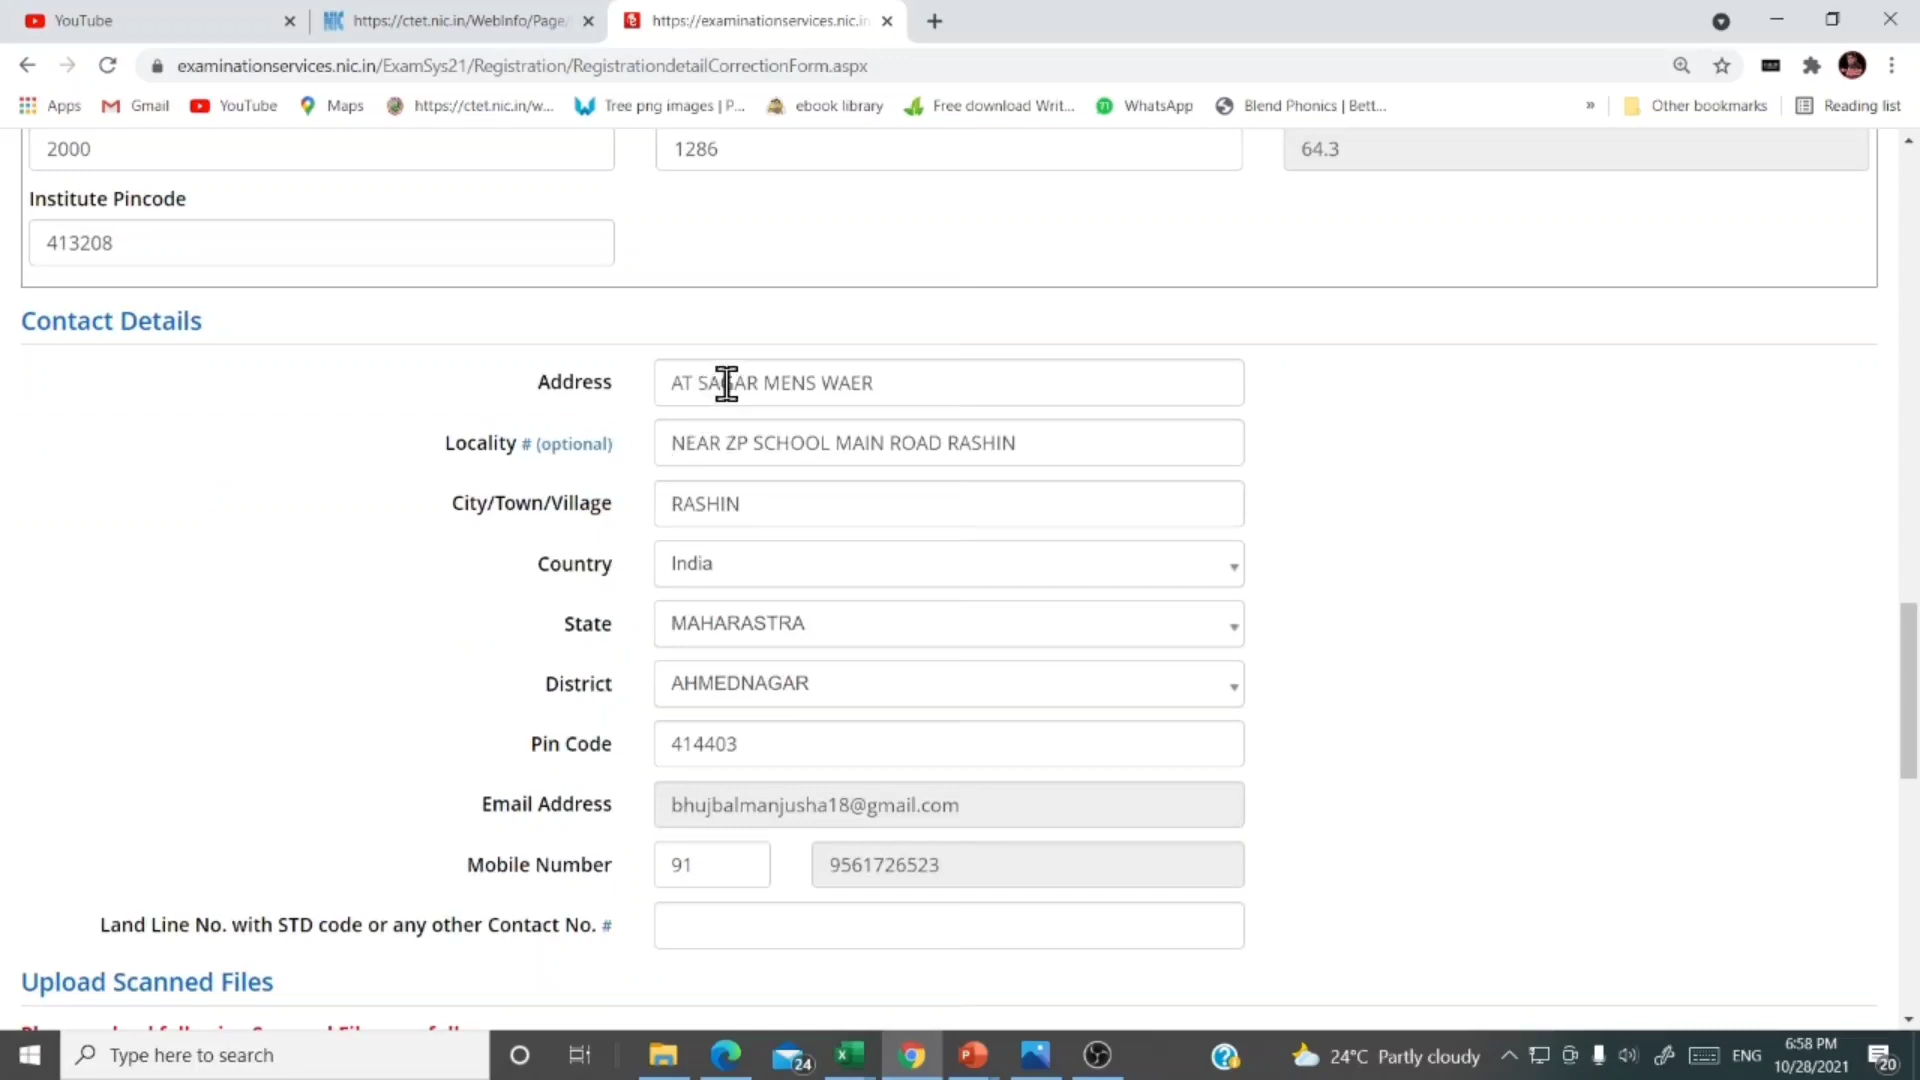 YouTube
https://ctet.nic.in/WebInfo/Page/
https://examinationservices.nic.in
examinationservices.nic.in/ExamSys21/Registration/RegistrationdetailCorrectionForm.aspx
Apps Gmail YouTube Maps https://ctet.nic.in/w... Tree png images | P... ebook library Free download Writ... WhatsApp Blend Phonics | Bett... » Other bookmarks Reading list
2000 1286 64.3
Institute Pincode
413208
Contact Details
Address AT SAGAR MENS WAER
Locality # (optional) NEAR ZP SCHOOL MAIN ROAD RASHIN
City/Town/Village RASHIN
Country India
State MAHARASTRA
District AHMEDNAGAR
Pin Code 414403
Email Address bhujbalmanjusha18@gmail.com
Mobile Number 91 9561726523
Land Line No. with STD code or any other Contact No. #
Upload Scanned Files
Type here to search
24
24°C Partly cloudy
ENG
6:58 PM
10/28/2021
20